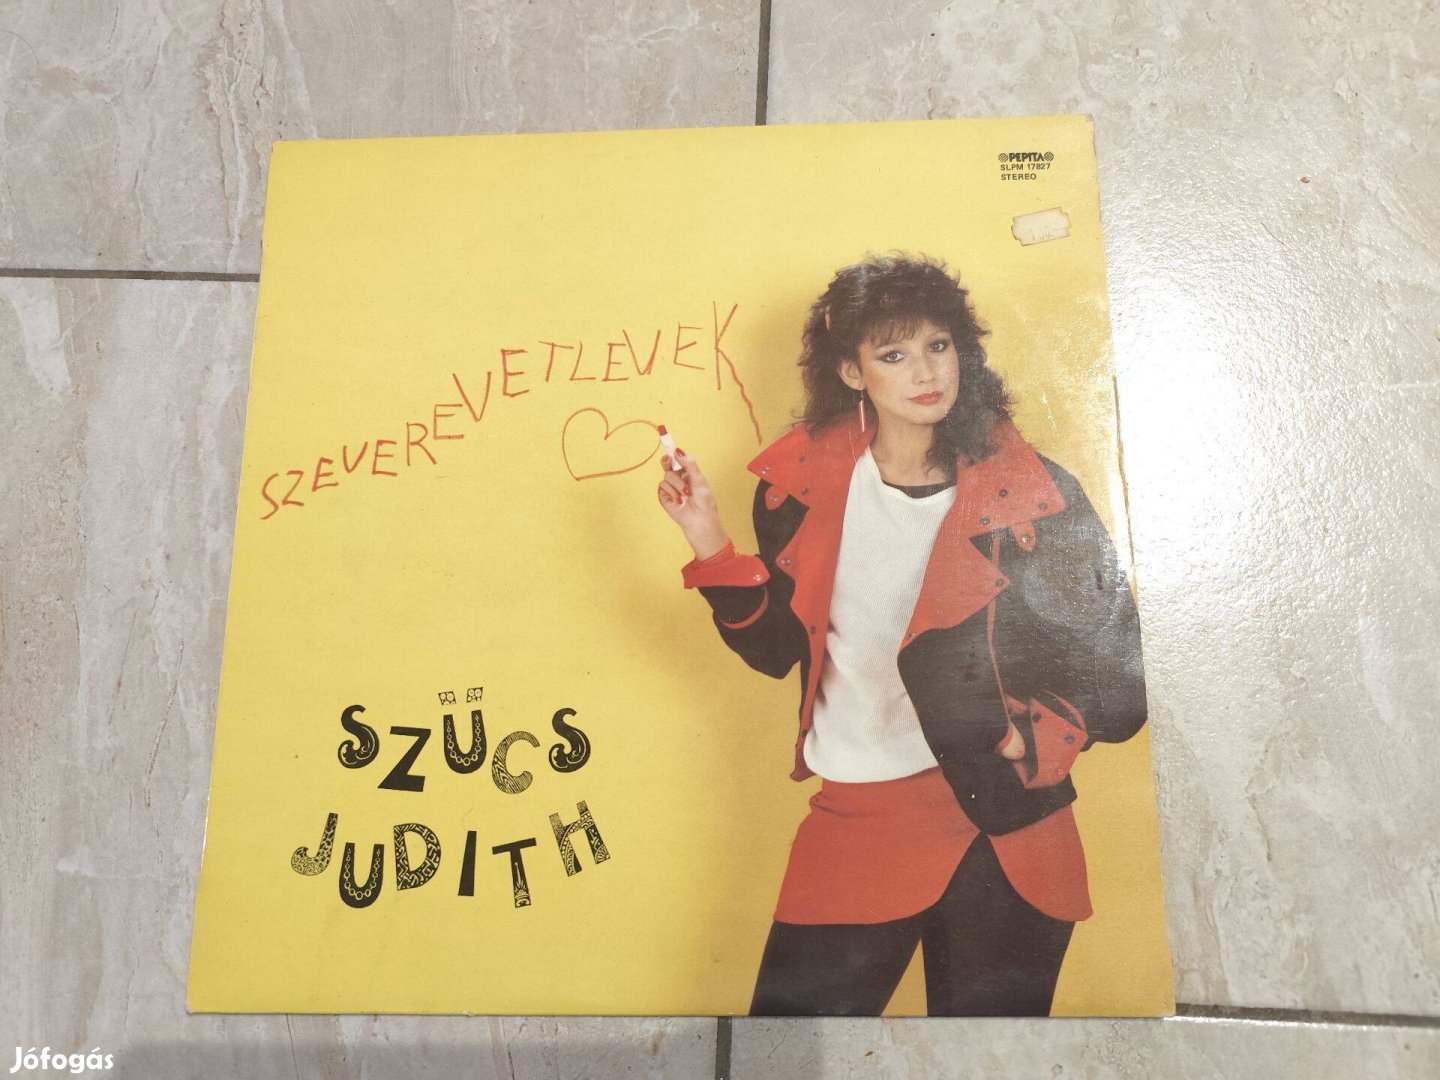 PEPITA
SLPM 17827
STEREO
SZEVEREVETLEVEK
SZÜCS
JUDITH
Jófogás